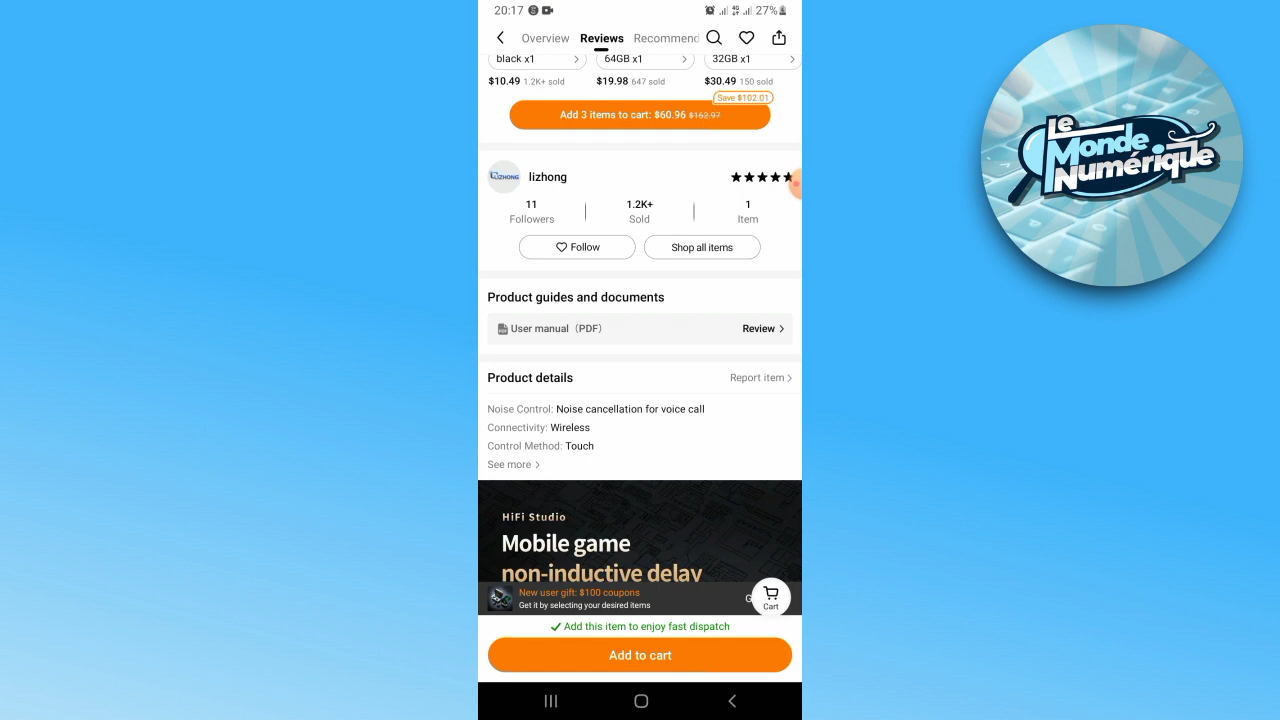 20:17 4G 27%
Overview Reviews Recommend
black x1 64GB x1 32GB x1
$10.49 1.2K+ sold $19.98 647 sold $30.49 150 sold
Save $102.01
Add 3 items to cart: $60.96 $162.97
LIZHONG lizhong
11 1.2K+ 1
Followers Sold Item
Follow Shop all items
Product guides and documents
User manual（PDF） Review
Product details Report item
Noise Control: Noise cancellation for voice call
Connectivity: Wireless
Control Method: Touch
See more
HiFi Studio
Mobile game
non-inductive delay
New user gift: $100 coupons
Get it by selecting your desired items
Cart
Add this item to enjoy fast dispatch
Add to cart
Le
Monde
Numérique